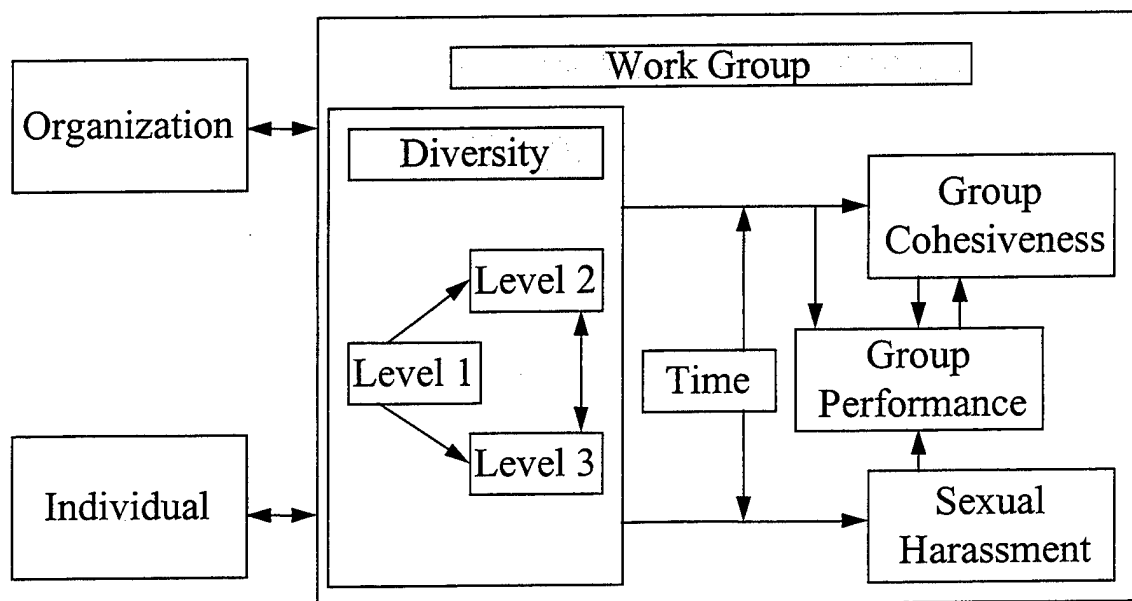 Work Group
Organization
Diversity
Group
Cohesiveness
Level 2
Level 1
Time
Group
Performance
Level 3
Individual
Sexual
Harassment